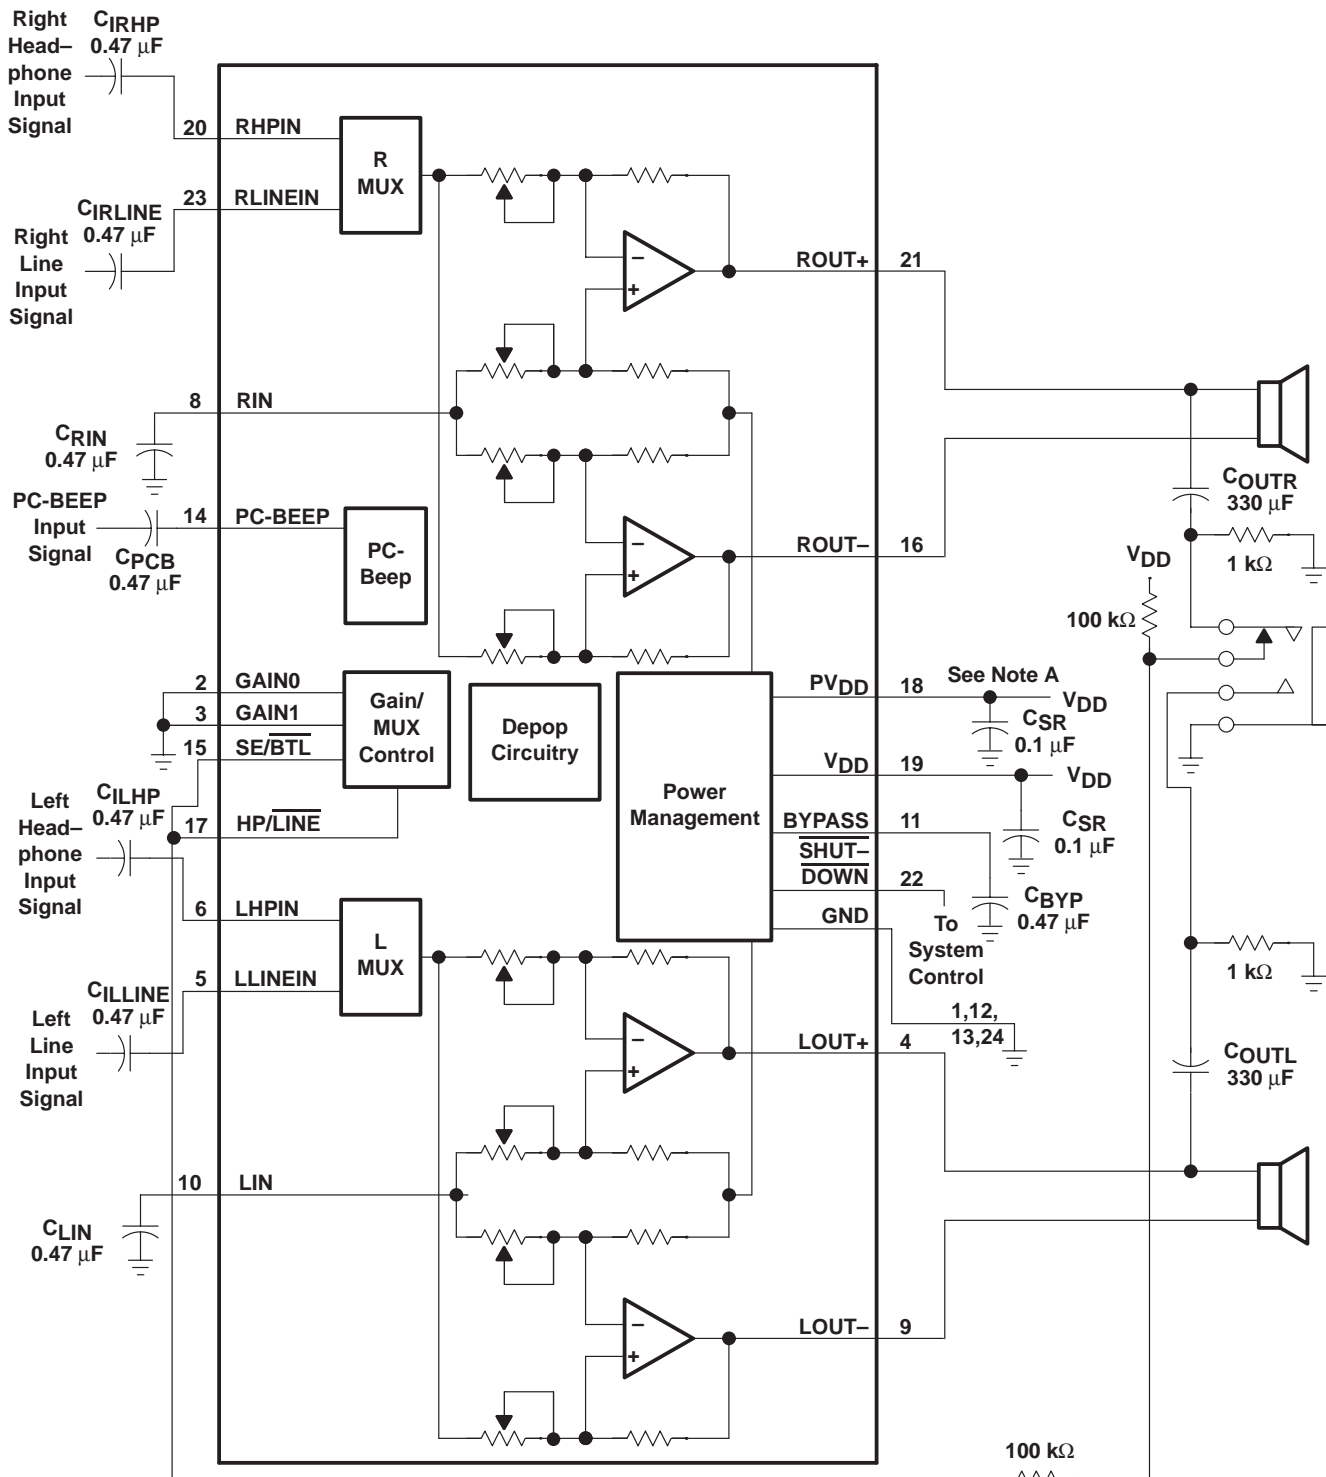 Right
Head–
phone
Input
Signal
CIRHP
0.47 µF
20 RHPIN
R
MUX
23 RLINEIN
CIRLINE
0.47 µF
Right
Line
Input
Signal
–
+
ROUT+ 21
8 RIN
CRIN
0.47 µF
PC-BEEP
Input
Signal
14 PC-BEEP
CPCB
0.47 µF
PC-
Beep
–
+
ROUT– 16
COUTR
330 µF
1 kΩ
VDD
100 kΩ
2 GAIN0
3 GAIN1
15 SE/BTL
Gain/
MUX
Control
Depop
Circuitry
17 HP/LINE
Power
Management
PVDD 18
See Note A
VDD
CSR
0.1 µF
VDD 19
VDD
CSR
0.1 µF
BYPASS 11
SHUT–
DOWN 22
CBYP
0.47 µF
To
System
Control
GND
1,12,
13,24
CILHP
0.47 µF
Left
Head–
phone
Input
Signal
6 LHPIN
L
MUX
5 LLINEIN
CILLINE
0.47 µF
Left
Line
Input
Signal
1 kΩ
–
+
LOUT+ 4
COUTL
330 µF
10 LIN
CLIN
0.47 µF
–
+
LOUT– 9
100 kΩ